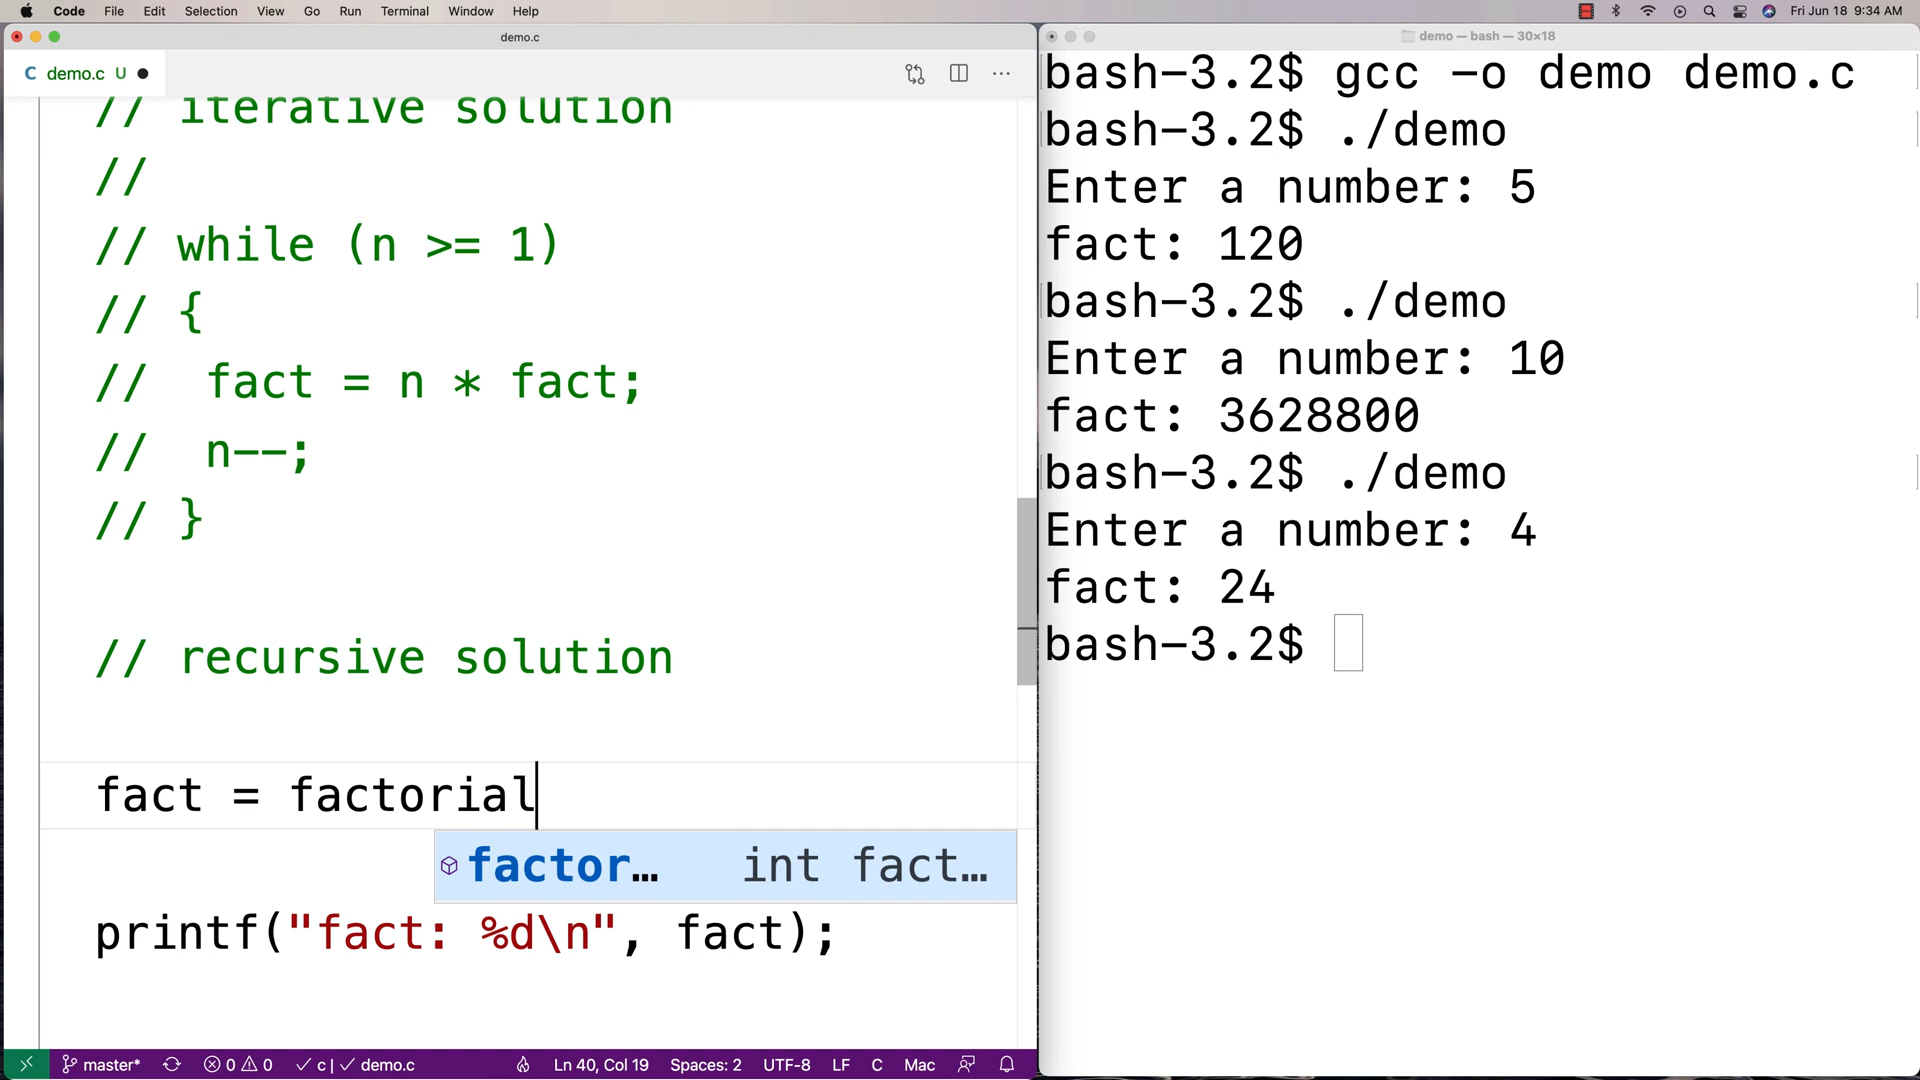 Code File Edit Selection View Go Run Terminal Window Help
Fri Jun 18 9:34 AM
demo.c
C demo.c U
// iterative solution
//
// while (n >= 1)
// {
//  fact = n * fact;
//  n--;
// }
// recursive solution
fact = factorial
factor… int fact…
printf("fact: %d\n", fact);
master* 0 0 c | demo.c Ln 40, Col 19 Spaces: 2 UTF-8 LF C Mac
demo — bash — 30×18
bash-3.2$ gcc -o demo demo.c
bash-3.2$ ./demo
Enter a number: 5
fact: 120
bash-3.2$ ./demo
Enter a number: 10
fact: 3628800
bash-3.2$ ./demo
Enter a number: 4
fact: 24
bash-3.2$